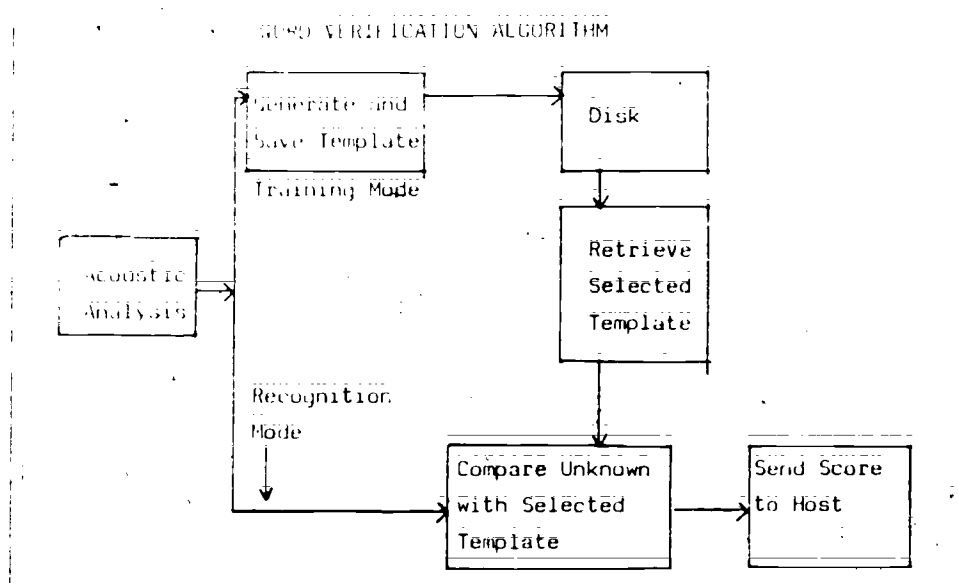 WORD VERIFICATION ALGORITHM
Generate and
Save Template
Training Mode
Disk
Retrieve
Selected
Template
Acoustic
Analysis
Recognition
Mode
Compare Unknown
with Selected
Template
Send Score
to Host